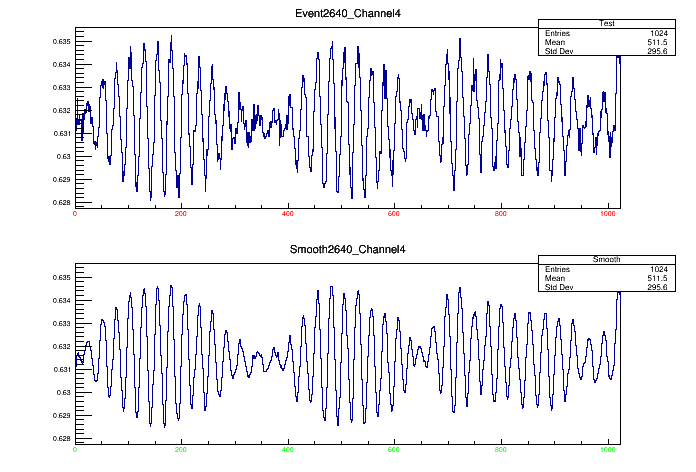 Event2640_Channel4
Test
Entries 1024
Mean 511.5
Std Dev 295.6
0.635
0.634
0.633
0.632
0.631
0.63
0.629
0.628
0 200 400 600 800 1000
Smooth2640_Channel4
Smooth
Entries 1024
Mean 511.5
Std Dev 295.6
0.635
0.634
0.633
0.632
0.631
0.63
0.629
0.628
0 200 400 600 800 1000